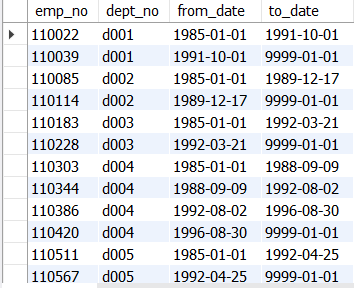 emp_no dept_no from_date to_date
110022 d001 1985-01-01 1991-10-01
110039 d001 1991-10-01 9999-01-01
110085 d002 1985-01-01 1989-12-17
110114 d002 1989-12-17 9999-01-01
110183 d003 1985-01-01 1992-03-21
110228 d003 1992-03-21 9999-01-01
110303 d004 1985-01-01 1988-09-09
110344 d004 1988-09-09 1992-08-02
110386 d004 1992-08-02 1996-08-30
110420 d004 1996-08-30 9999-01-01
110511 d005 1985-01-01 1992-04-25
110567 d005 1992-04-25 9999-01-01